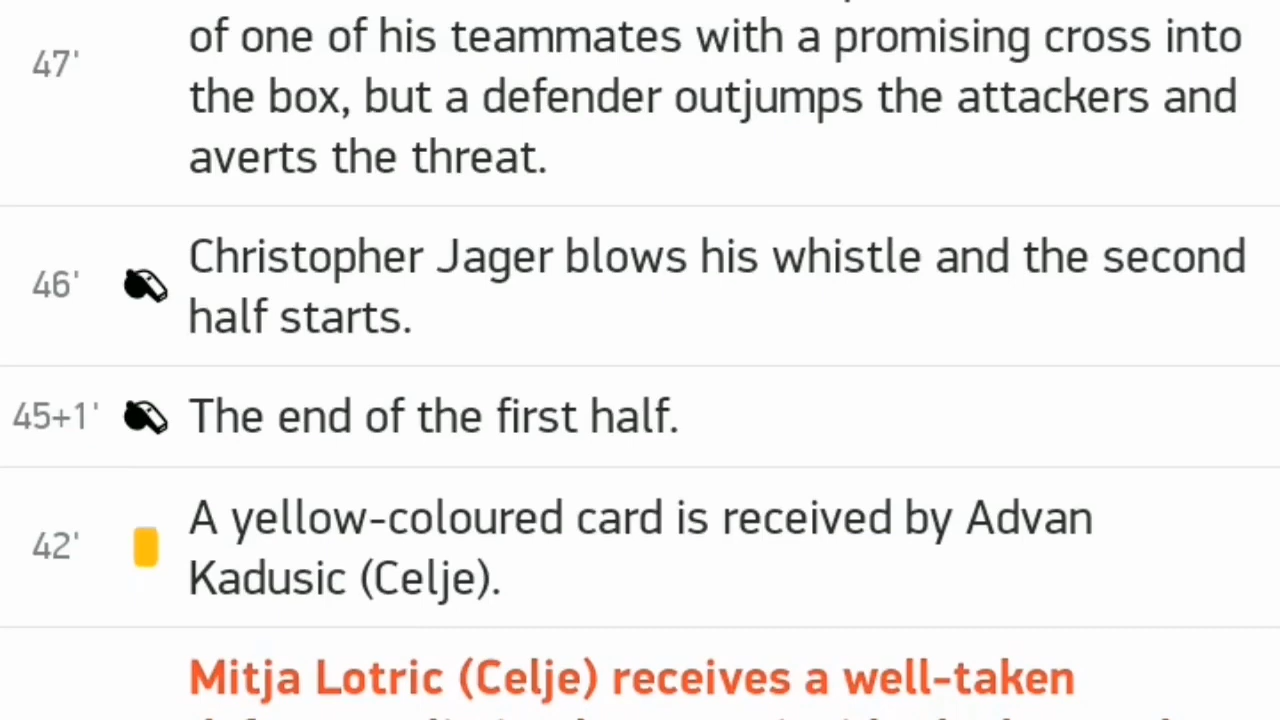 of one of his teammates with a promising cross into
47'
the box, but a defender outjumps the attackers and
averts the threat.
Christopher Jager blows his whistle and the second
46'
half starts.
45+1' The end of the first half.
A yellow-coloured card is received by Advan
42'
Kadusic (Celje).
Mitja Lotric (Celje) receives a well-taken